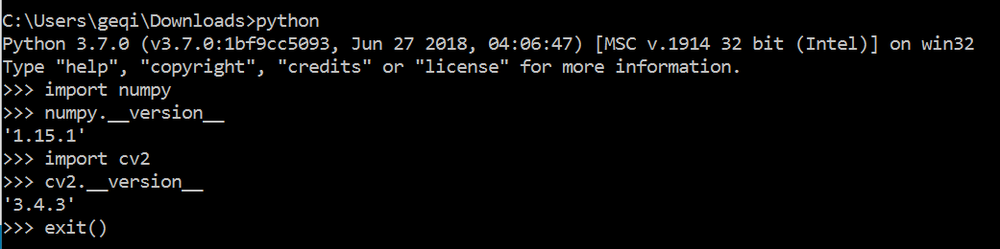 C:\Users\geqi\Downloads>python
Python 3.7.0 (v3.7.0:1bf9cc5093, Jun 27 2018, 04:06:47) [MSC v.1914 32 bit (Intel)] on win32
Type "help", "copyright", "credits" or "license" for more information.
>>> import numpy
>>> numpy.__version__
'1.15.1'
>>> import cv2
>>> cv2.__version__
'3.4.3'
>>> exit()